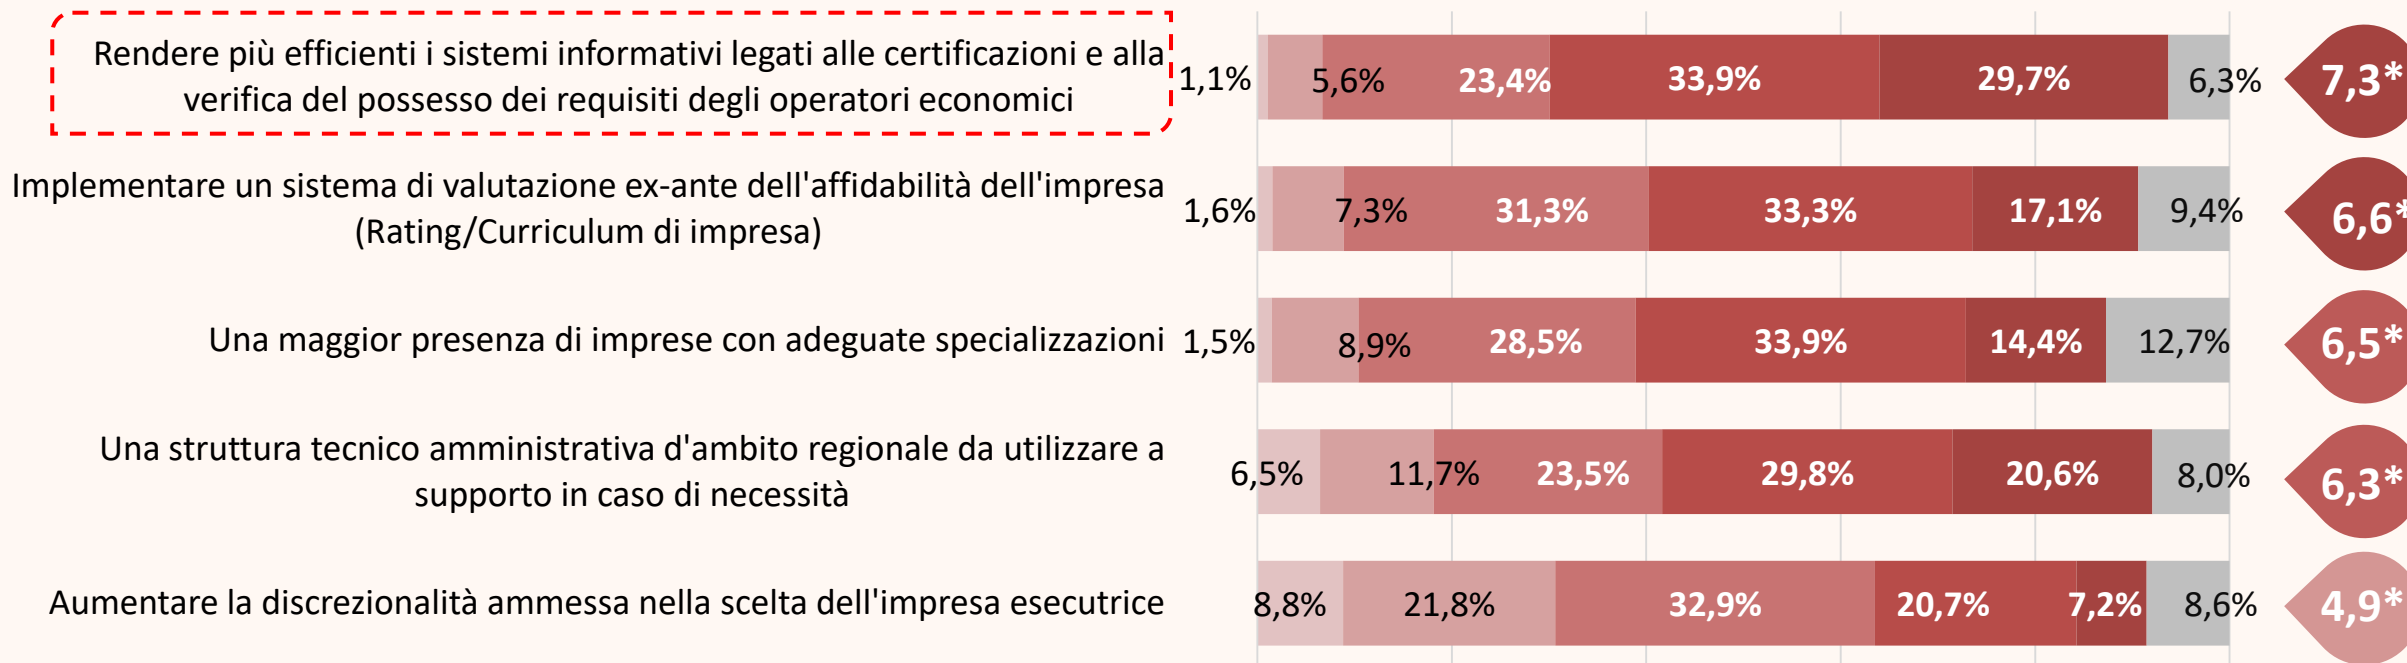 Rendere più efficienti i sistemi informativi legati alle certificazioni e alla
verifica del possesso dei requisiti degli operatori economici
1,1% 5,6% 23,4% 33,9% 29,7% 6,3% 7,3*
Implementare un sistema di valutazione ex-ante dell'affidabilità dell'impresa
(Rating/Curriculum di impresa)
1,6% 7,3% 31,3% 33,3% 17,1% 9,4% 6,6*
Una maggior presenza di imprese con adeguate specializzazioni
1,5% 8,9% 28,5% 33,9% 14,4% 12,7% 6,5*
Una struttura tecnico amministrativa d'ambito regionale da utilizzare a
supporto in caso di necessità
6,5% 11,7% 23,5% 29,8% 20,6% 8,0% 6,3*
Aumentare la discrezionalità ammessa nella scelta dell'impresa esecutrice
8,8% 21,8% 32,9% 20,7% 7,2% 8,6% 4,9*